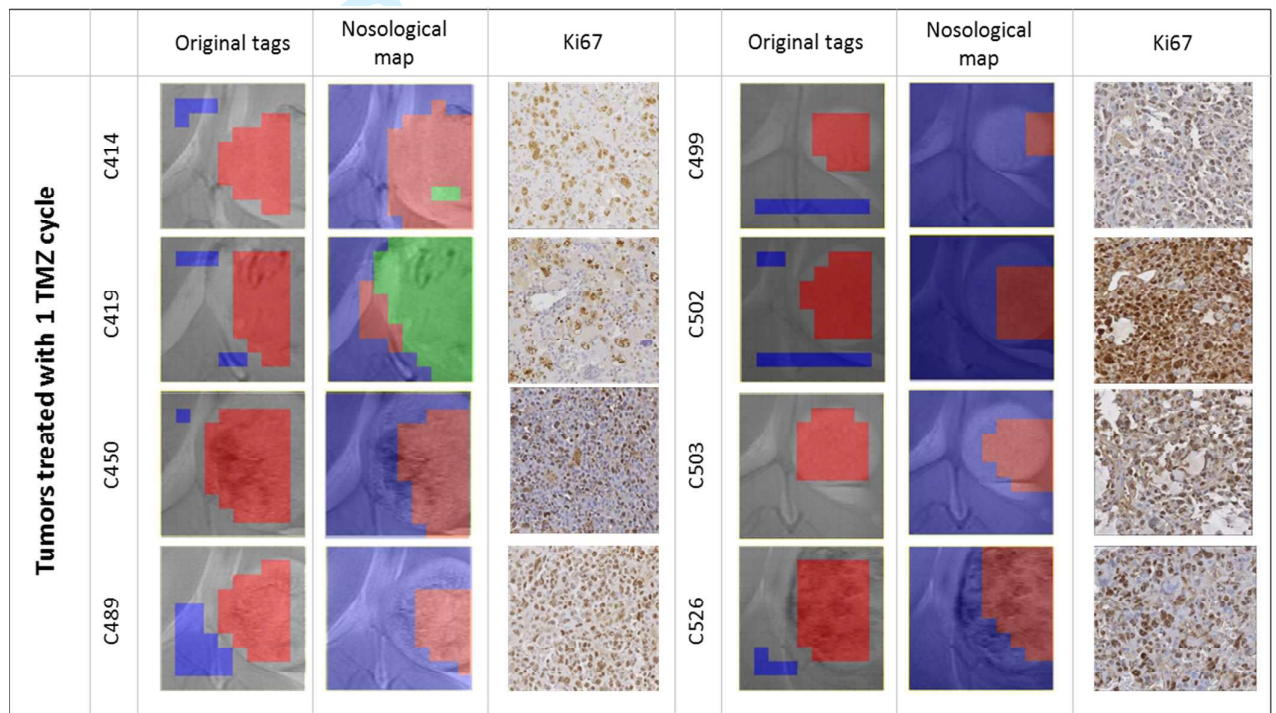 Original tags
Nosological
map
Ki67
Original tags
Nosological
map
Ki67
Tumors treated with 1 TMZ cycle
C414
C499
C419
C502
C450
C503
C489
C526